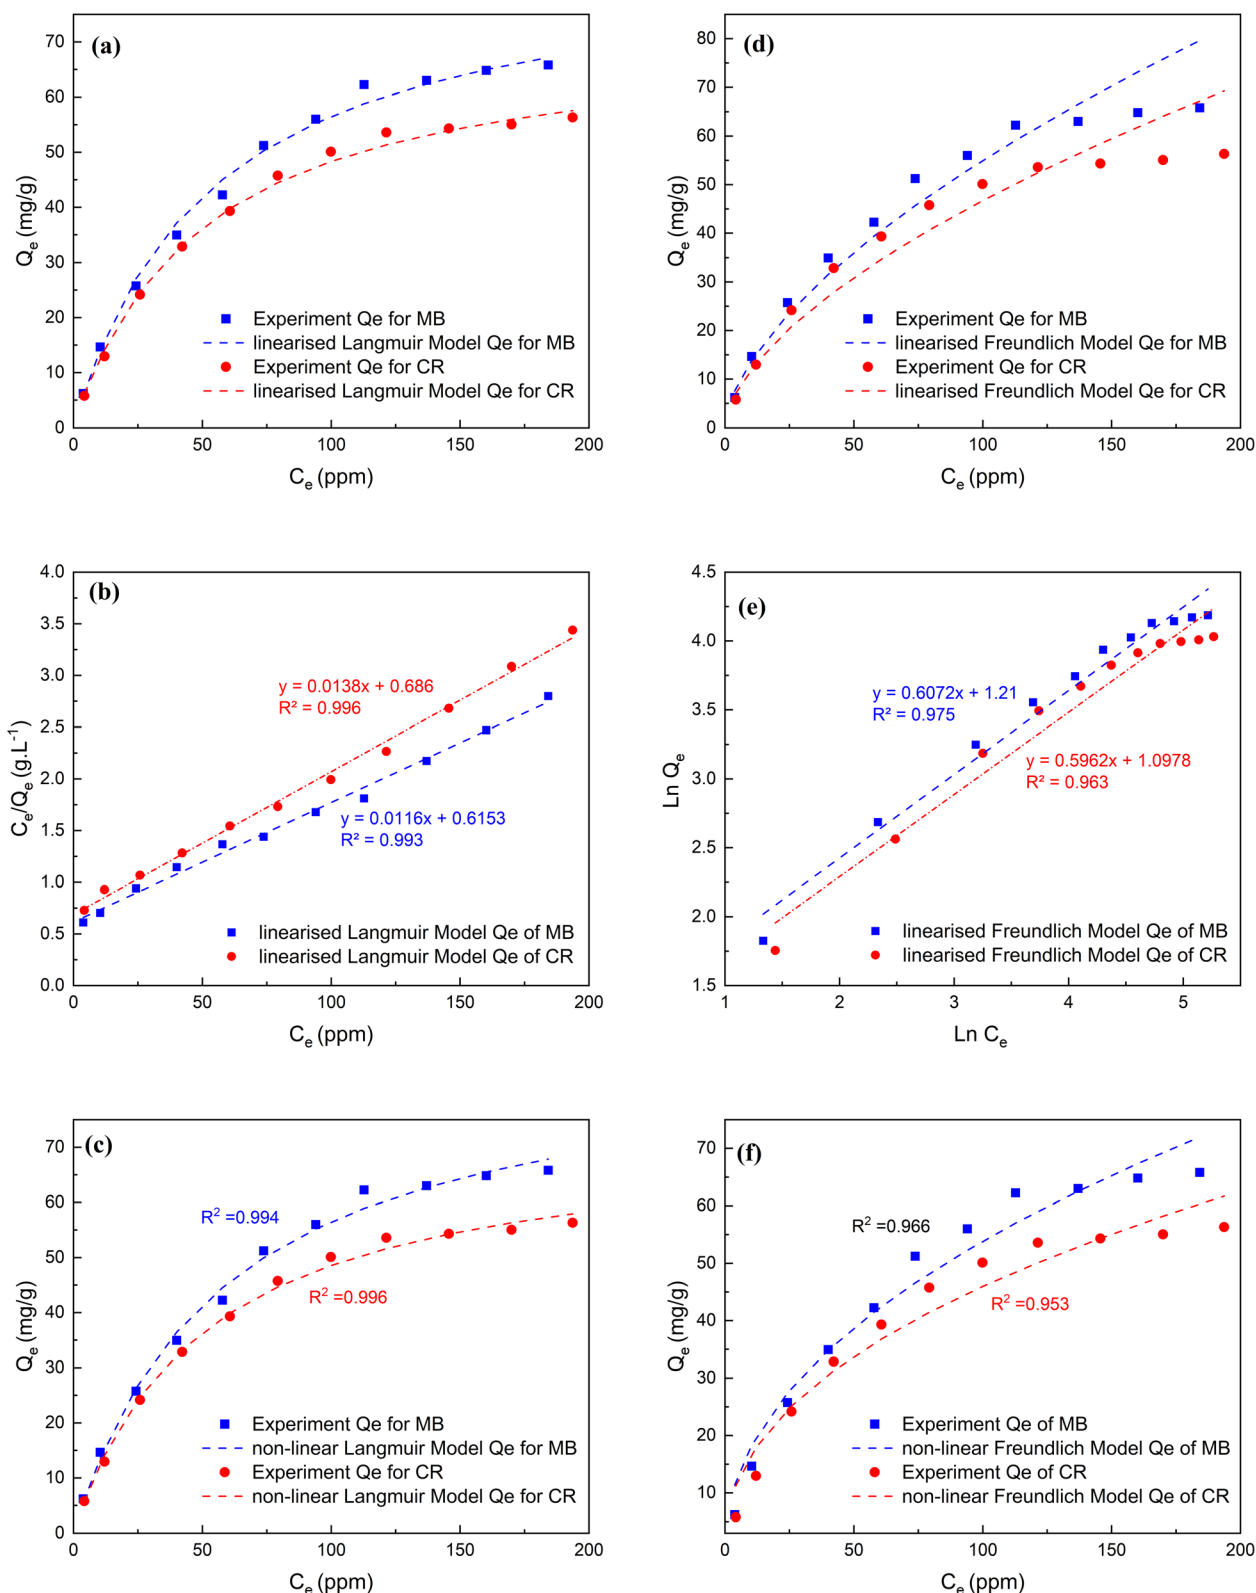 (a)
70
60
50
40
30
20
10
0
Qe (mg/g)
Experiment Qe for MB
linearised Langmuir Model Qe for MB
Experiment Qe for CR
linearised Langmuir Model Qe for CR
0 50 100 150 200
Ce (ppm)
(d)
80
70
60
50
40
30
20
10
0
Qe (mg/g)
Experiment Qe for MB
linearised Freundlich Model Qe for MB
Experiment Qe for CR
linearised Freundlich Model Qe for CR
0 50 100 150 200
Ce (ppm)
(b)
4.0
3.5
3.0
2.5
2.0
1.5
1.0
0.5
0.0
Ce/Qe (g.L-1)
y = 0.0138x + 0.686
R² = 0.996
y = 0.0116x + 0.6153
R² = 0.993
linearised Langmuir Model Qe of MB
linearised Langmuir Model Qe of CR
0 50 100 150 200
Ce (ppm)
(e)
4.5
4.0
3.5
3.0
2.5
2.0
1.5
Ln Qe
y = 0.6072x + 1.21
R² = 0.975
y = 0.5962x + 1.0978
R² = 0.963
linearised Freundlich Model Qe of MB
linearised Freundlich Model Qe of CR
1 2 3 4 5
Ln Ce
(c)
70
60
50
40
30
20
10
0
Qe (mg/g)
R2 =0.994
R2 =0.996
Experiment Qe for MB
non-linear Langmuir Model Qe for MB
Experiment Qe for CR
non-linear Langmuir Model Qe for CR
0 50 100 150 200
Ce (ppm)
(f)
70
60
50
40
30
20
10
Qe (mg/g)
R2 =0.966
R2 =0.953
Experiment Qe of MB
non-linear Freundlich Model Qe of MB
Experiment Qe of CR
non-linear Freundlich Model Qe of CR
0 50 100 150 200
Ce (ppm)